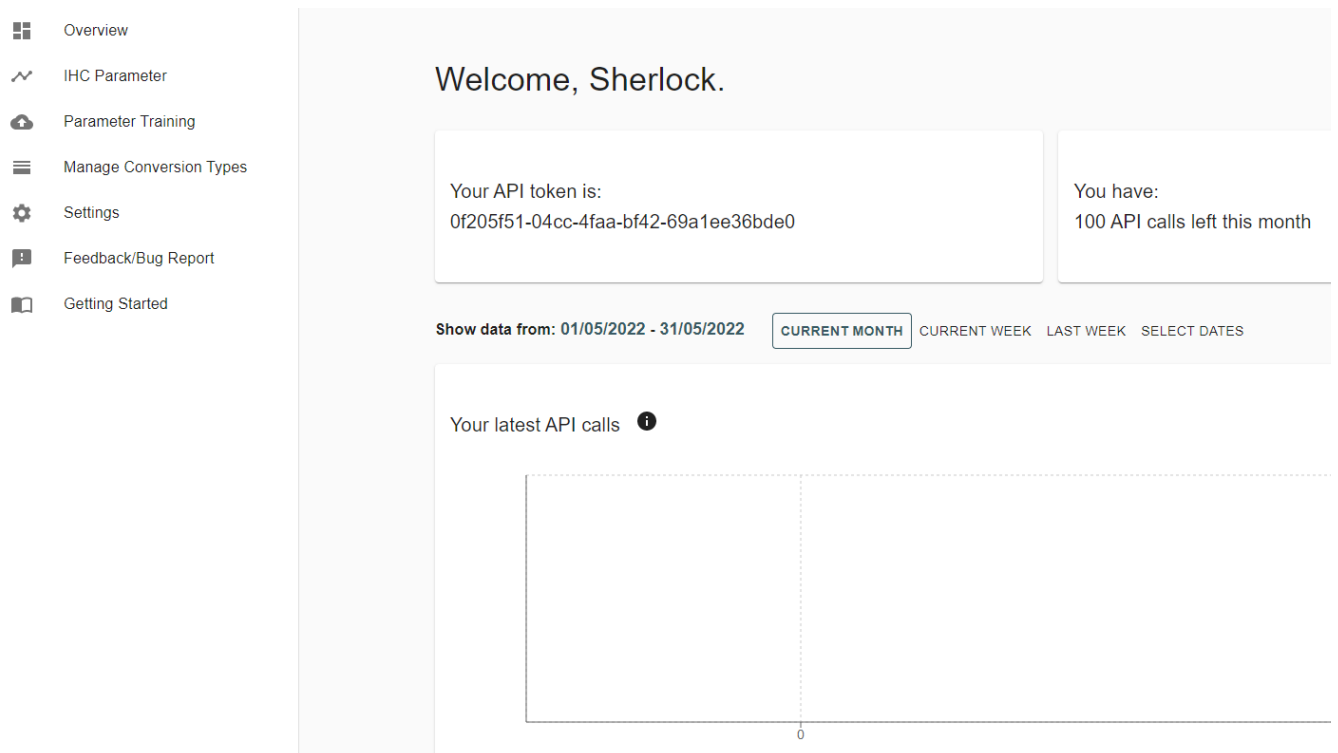 Overview
IHC Parameter
Parameter Training
Manage Conversion Types
Settings
Feedback/Bug Report
Getting Started
Welcome, Sherlock.
Your API token is:
0f205f51-04cc-4faa-bf42-69a1ee36bde0
You have:
100 API calls left this month
Show data from: 01/05/2022 - 31/05/2022 CURRENT MONTH CURRENT WEEK LAST WEEK SELECT DATES
Your latest API calls
0